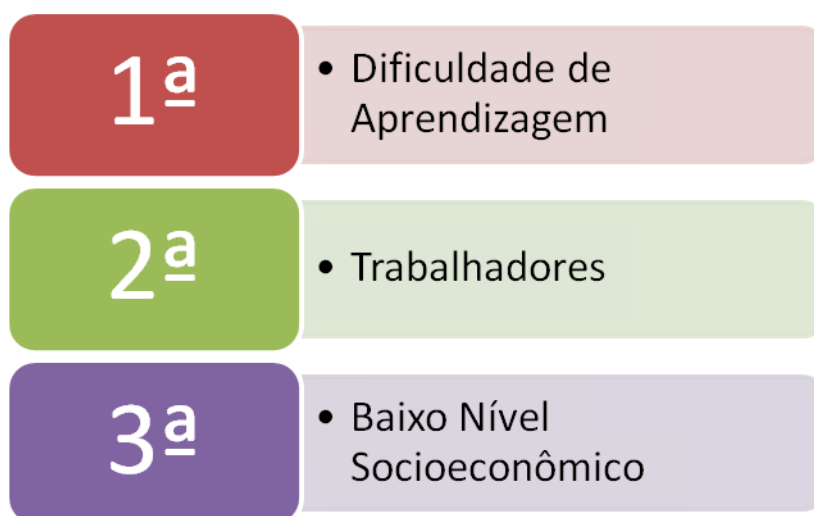 1ª
• Dificuldade de
Aprendizagem
2ª
• Trabalhadores
3ª
• Baixo Nível
Socioeconômico